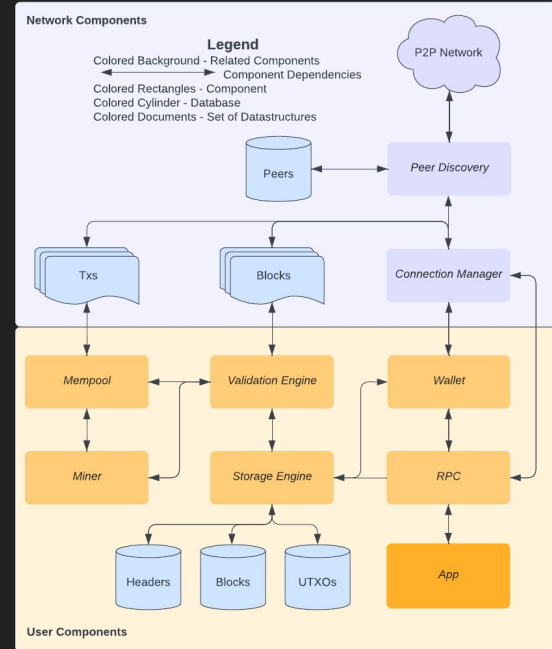 Network Components
Legend
Colored Background - Related Components
Component Dependencies
Colored Rectangles - Component
Colored Cylinder - Database
Colored Documents - Set of Datastructures
P2P Network
Peers
Peer Discovery
Txs
Blocks
Connection Manager
Mempool
Validation Engine
Wallet
Miner
Storage Engine
RPC
Headers
Blocks
UTXOs
App
User Components